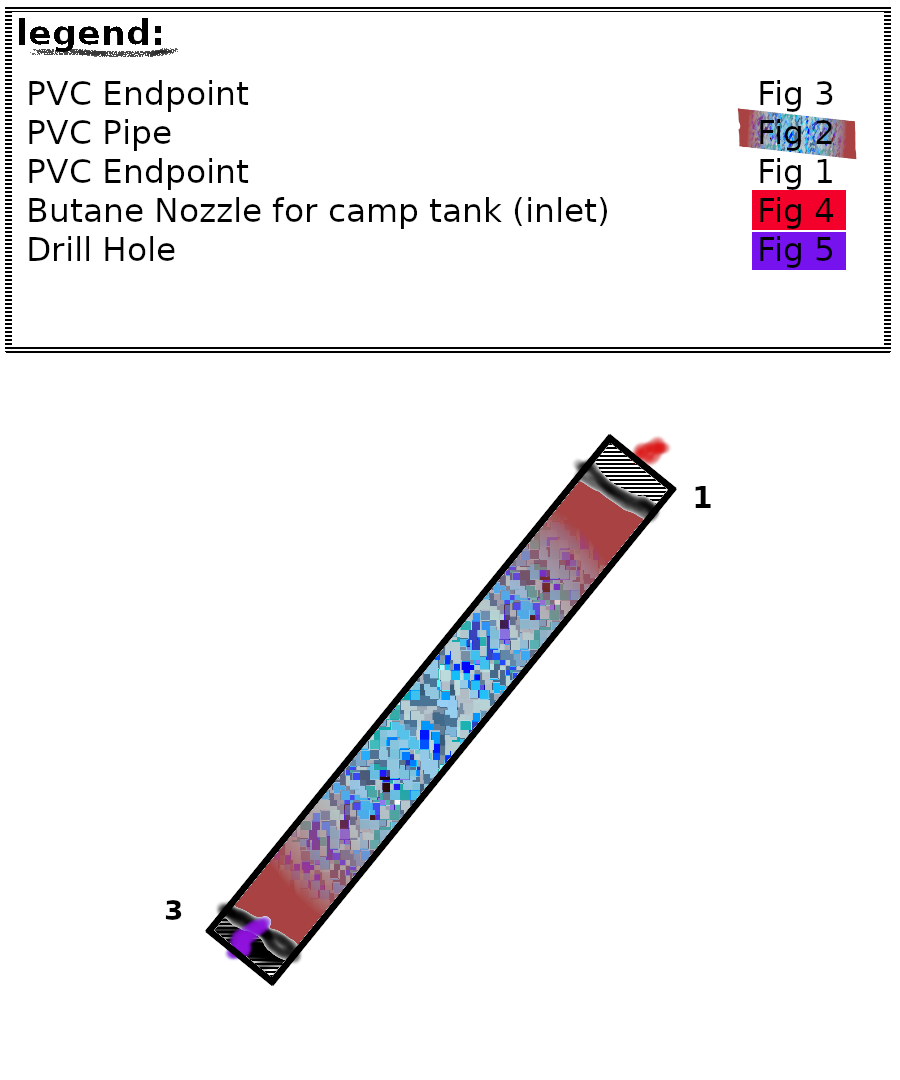 legend:
PVC Endpoint Fig 3
PVC Pipe Fig 2
PVC Endpoint Fig 1
Butane Nozzle for camp tank (inlet) Fig 4
Drill Hole Fig 5
1
3